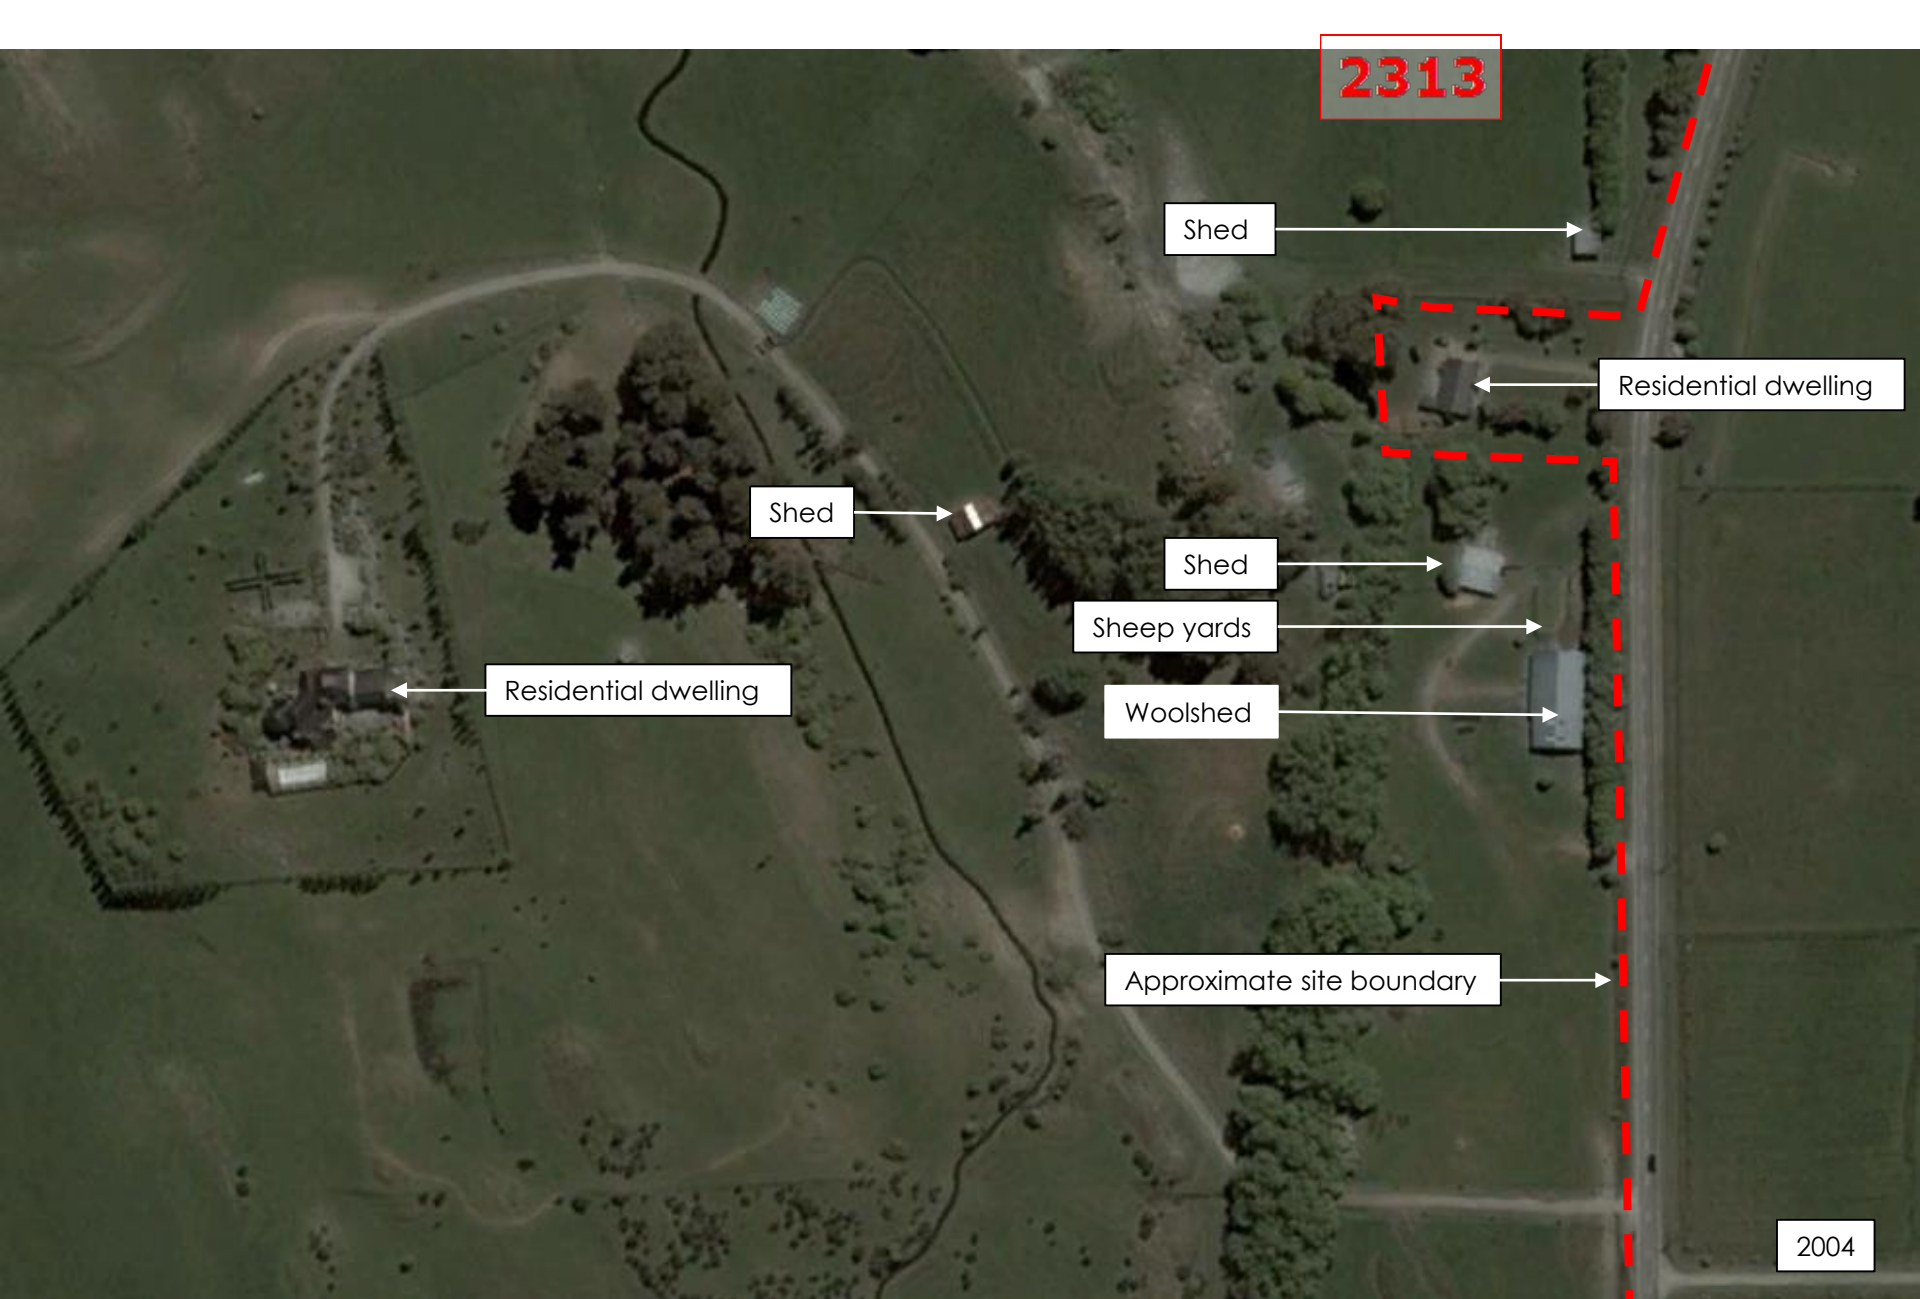 2313
Shed
Residential dwelling
Shed
Shed
Sheep yards
Residential dwelling
Woolshed
Approximate site boundary
2004